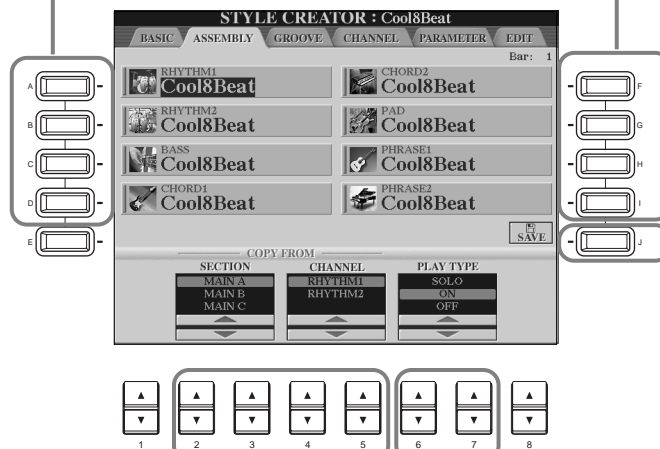 STYLE CREATOR : Cool8Beat
BASIC ASSEMBLY GROOVE CHANNEL PARAMETER EDIT
Bar: 1
RHYTHM1
Cool8Beat
CHORD2
Cool8Beat
RHYTHM2
Cool8Beat
PAD
Cool8Beat
BASS
Cool8Beat
PHRASE1
Cool8Beat
CHORD1
Cool8Beat
PHRASE2
Cool8Beat
SAVE
COPY FROM
SECTION CHANNEL PLAY TYPE
MAIN A RHYTHM1 SOLO
MAIN B RHYTHM2 ON
MAIN C OFF
A
B
C
D
E
F
G
H
I
J
1 2 3 4 5 6 7 8